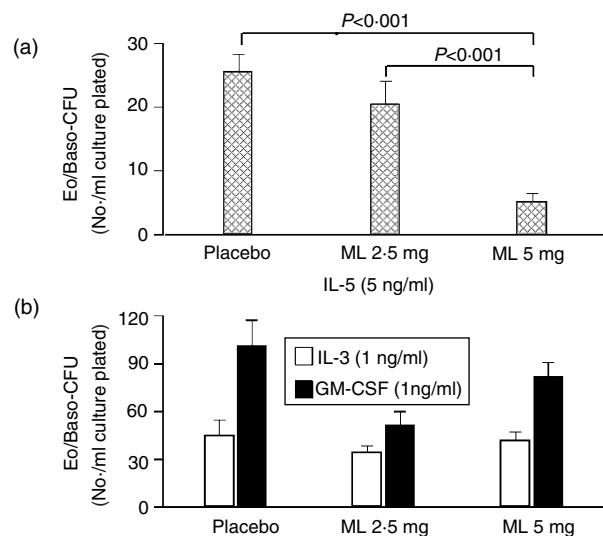 (a)
P<0·001
P<0·001
Eo/Baso-CFU
(No·/ml culture plated)
30
20
10
0
Placebo
ML 2·5 mg
ML 5 mg
IL-5 (5 ng/ml)
(b)
Eo/Baso-CFU
(No·/ml culture plated)
120
90
60
30
0
IL-3 (1 ng/ml)
GM-CSF (1ng/ml)
Placebo
ML 2·5 mg
ML 5 mg